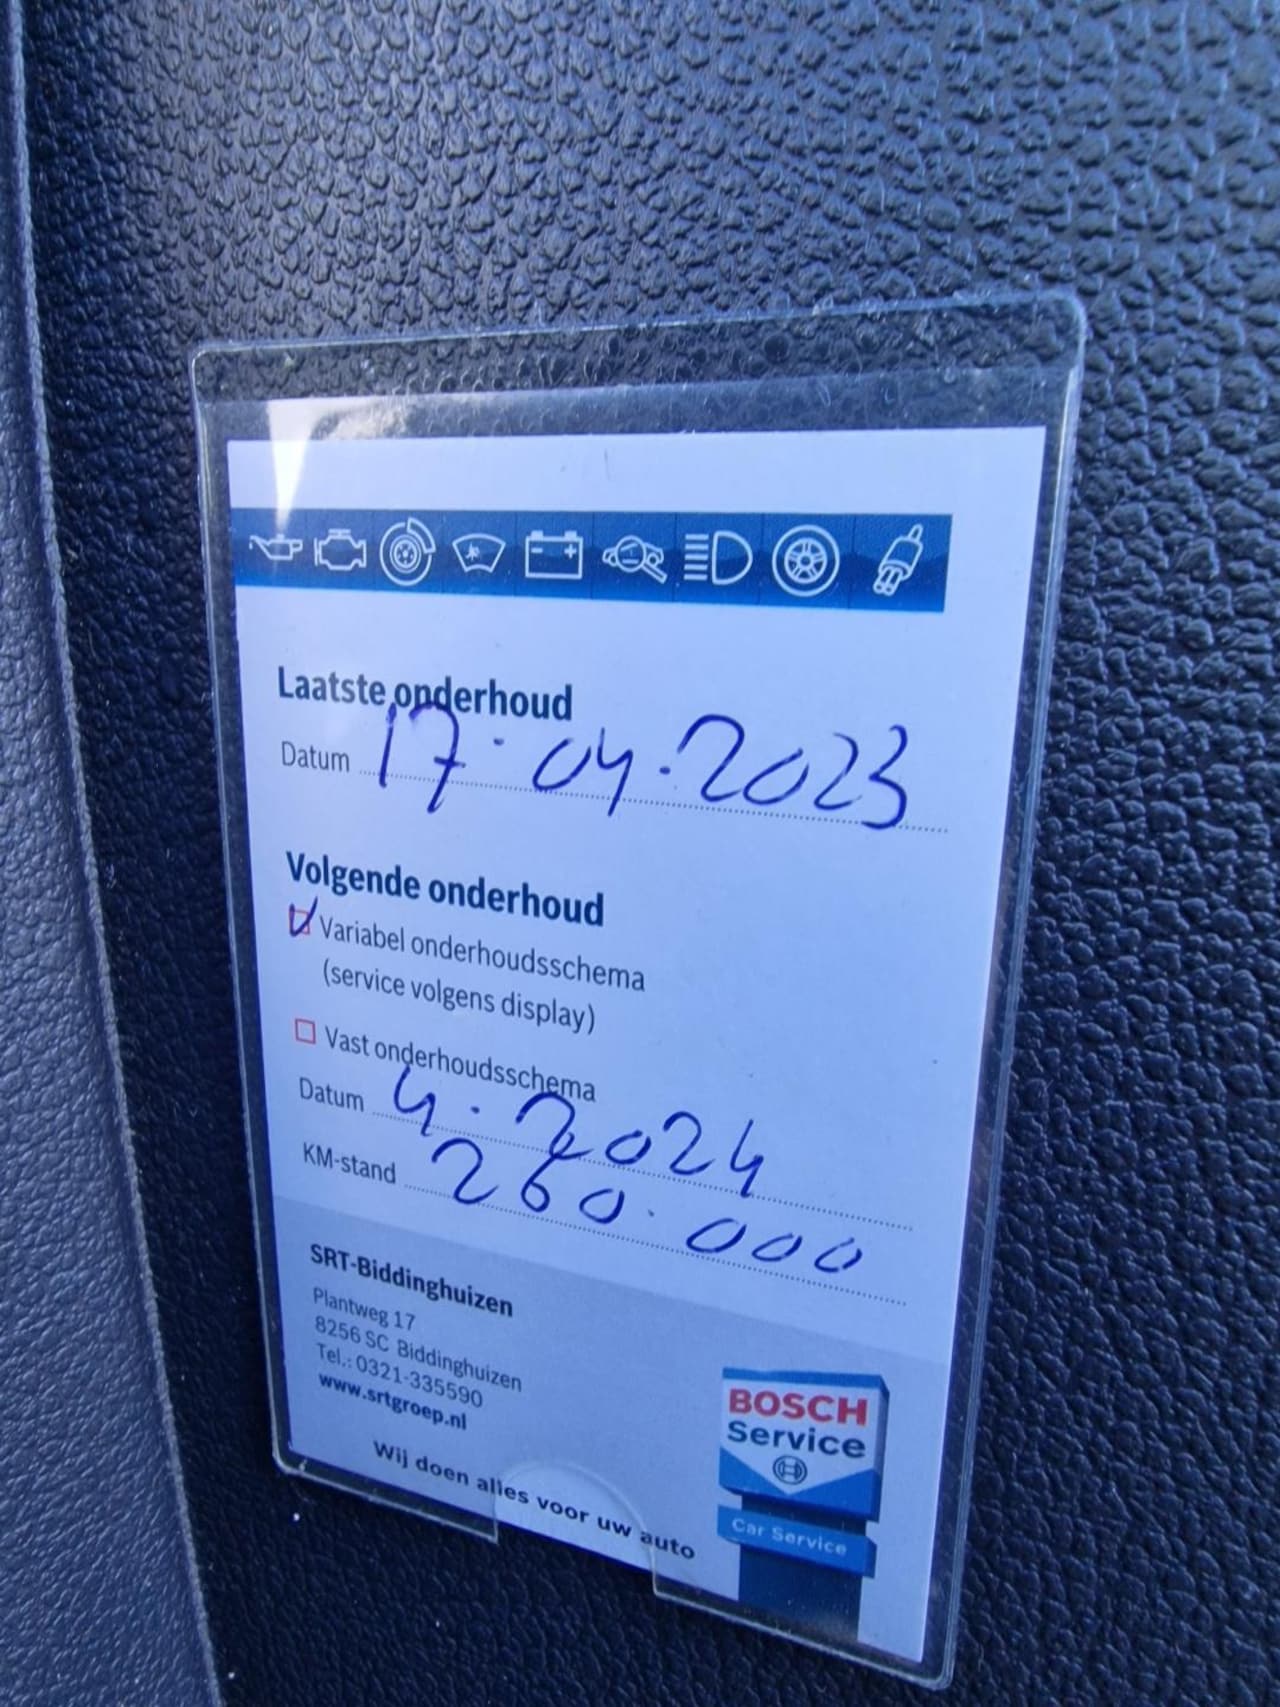 Laatste onderhoud
Datum 17.04.2023
Volgende onderhoud
Variabel onderhoudsschema
(service volgens display)
Vast onderhoudsschema
Datum 4.2024
KM-stand 260.000
SRT-Biddinghuizen
Plantweg 17
8256 SC Biddinghuizen
Tel.: 0321-335590
www.srtgroep.nl
Wij doen alles voor uw auto
BOSCH
Service
Car Service